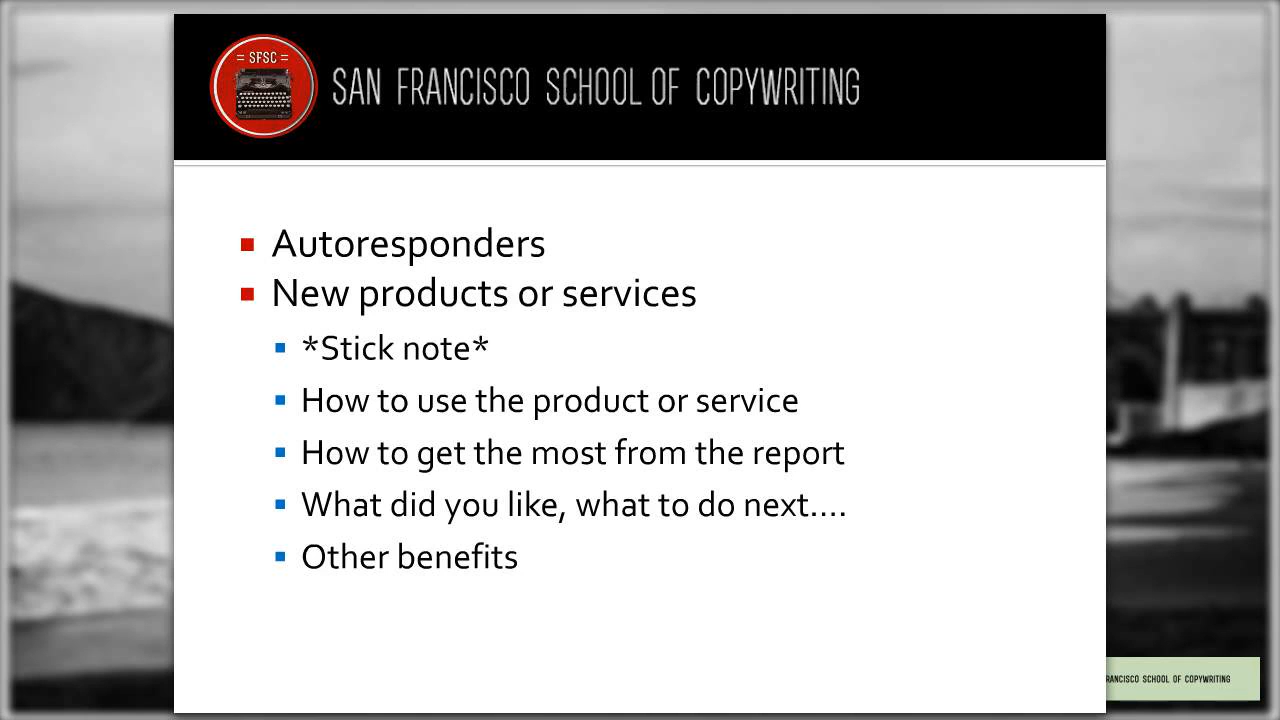 SFSC
SAN FRANCISCO SCHOOL OF COPYWRITING
Autoresponders
New products or services
*Stick note*
How to use the product or service
How to get the most from the report
What did you like, what to do next....
Other benefits
RANCISCO SCHOOL OF COPYWRITING